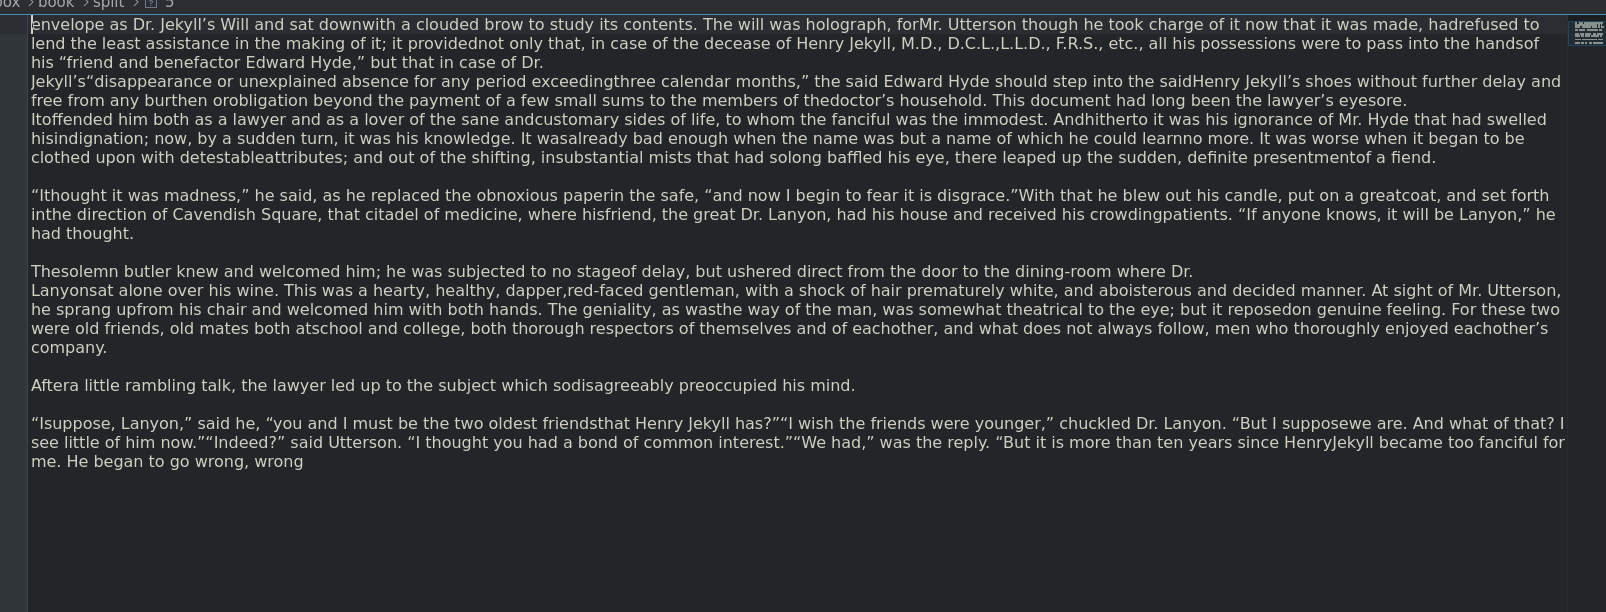 box > book > split > 5
envelope as Dr. Jekyll’s Will and sat downwith a clouded brow to study its contents. The will was holograph, forMr. Utterson though he took charge of it now that it was made, hadrefused to
lend the least assistance in the making of it; it providednot only that, in case of the decease of Henry Jekyll, M.D., D.C.L.,L.L.D., F.R.S., etc., all his possessions were to pass into the handsof
his “friend and benefactor Edward Hyde,” but that in case of Dr.
Jekyll’s“disappearance or unexplained absence for any period exceedingthree calendar months,” the said Edward Hyde should step into the saidHenry Jekyll’s shoes without further delay and
free from any burthen orobligation beyond the payment of a few small sums to the members of thedoctor’s household. This document had long been the lawyer’s eyesore.
Itoffended him both as a lawyer and as a lover of the sane andcustomary sides of life, to whom the fanciful was the immodest. Andhitherto it was his ignorance of Mr. Hyde that had swelled
hisindignation; now, by a sudden turn, it was his knowledge. It wasalready bad enough when the name was but a name of which he could learnno more. It was worse when it began to be
clothed upon with detestableattributes; and out of the shifting, insubstantial mists that had solong baffled his eye, there leaped up the sudden, definite presentmentof a fiend.
“Ithought it was madness,” he said, as he replaced the obnoxious paperin the safe, “and now I begin to fear it is disgrace.”With that he blew out his candle, put on a greatcoat, and set forth
inthe direction of Cavendish Square, that citadel of medicine, where hisfriend, the great Dr. Lanyon, had his house and received his crowdingpatients. “If anyone knows, it will be Lanyon,” he
had thought.
Thesolemn butler knew and welcomed him; he was subjected to no stageof delay, but ushered direct from the door to the dining-room where Dr.
Lanyonsat alone over his wine. This was a hearty, healthy, dapper,red-faced gentleman, with a shock of hair prematurely white, and aboisterous and decided manner. At sight of Mr. Utterson,
he sprang upfrom his chair and welcomed him with both hands. The geniality, as wasthe way of the man, was somewhat theatrical to the eye; but it reposedon genuine feeling. For these two
were old friends, old mates both atschool and college, both thorough respectors of themselves and of eachother, and what does not always follow, men who thoroughly enjoyed eachother’s
company.
Aftera little rambling talk, the lawyer led up to the subject which sodisagreeably preoccupied his mind.
“Isuppose, Lanyon,” said he, “you and I must be the two oldest friendsthat Henry Jekyll has?”“I wish the friends were younger,” chuckled Dr. Lanyon. “But I supposewe are. And what of that? I
see little of him now.”“Indeed?” said Utterson. “I thought you had a bond of common interest.”“We had,” was the reply. “But it is more than ten years since HenryJekyll became too fanciful for
me. He began to go wrong, wrong